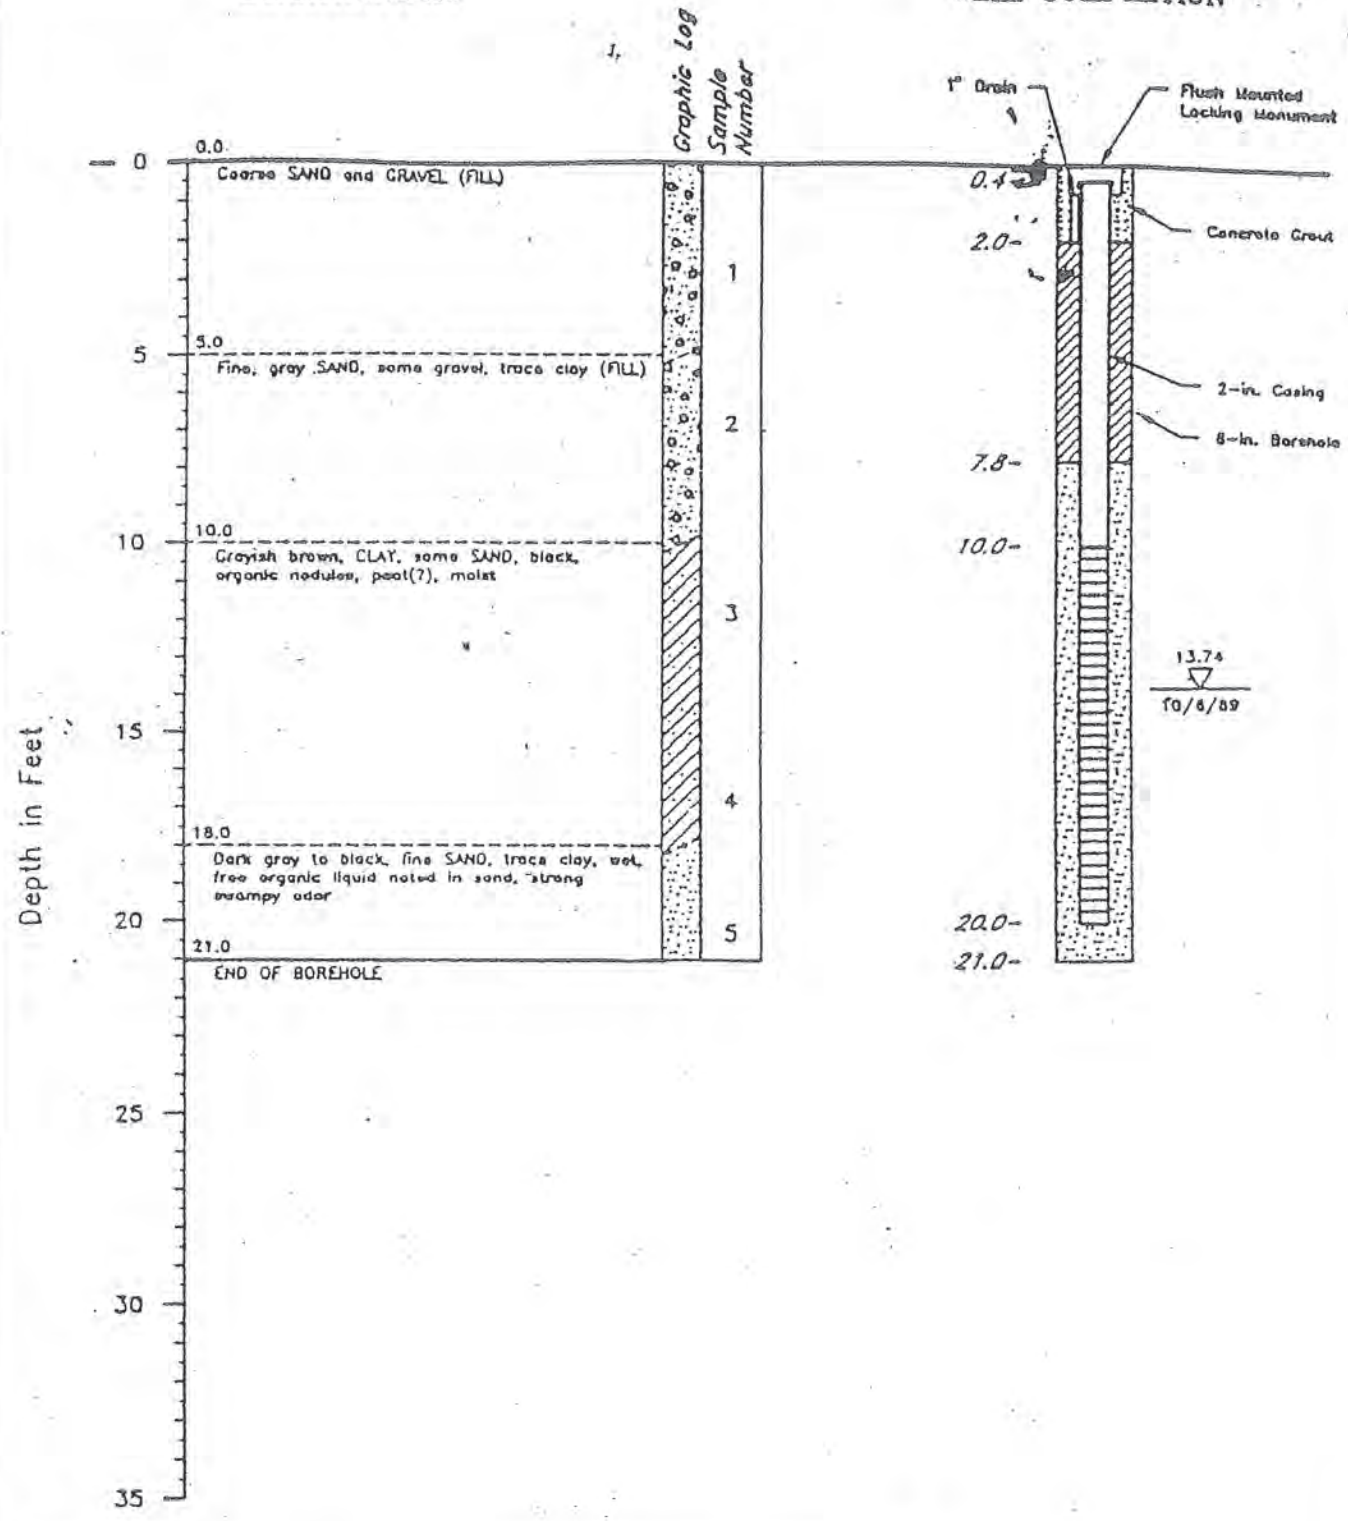 Graphic Log
Sample
Number
1" Drain
Flush Mounted
Locking Monument
0
0.0
Coarse SAND and GRAVEL (FILL)
0.4
2.0-
Concrete Grout
1
5
5.0
Fine, gray SAND, some gravel, trace clay (FILL)
2-in. Casing
2
8-in. Borehole
7.8-
10
10.0
Grayish brown, CLAY, some SAND, black,
organic nodules, peat(?), moist
10.0-
3
13.74
10/6/89
15
Depth in Feet
4
18.0
Dark gray to black, fine SAND, trace clay, wet,
free organic liquid noted in sand, strong
swampy odor
20
5
20.0-
21.0
END OF BOREHOLE
21.0-
25
30
35